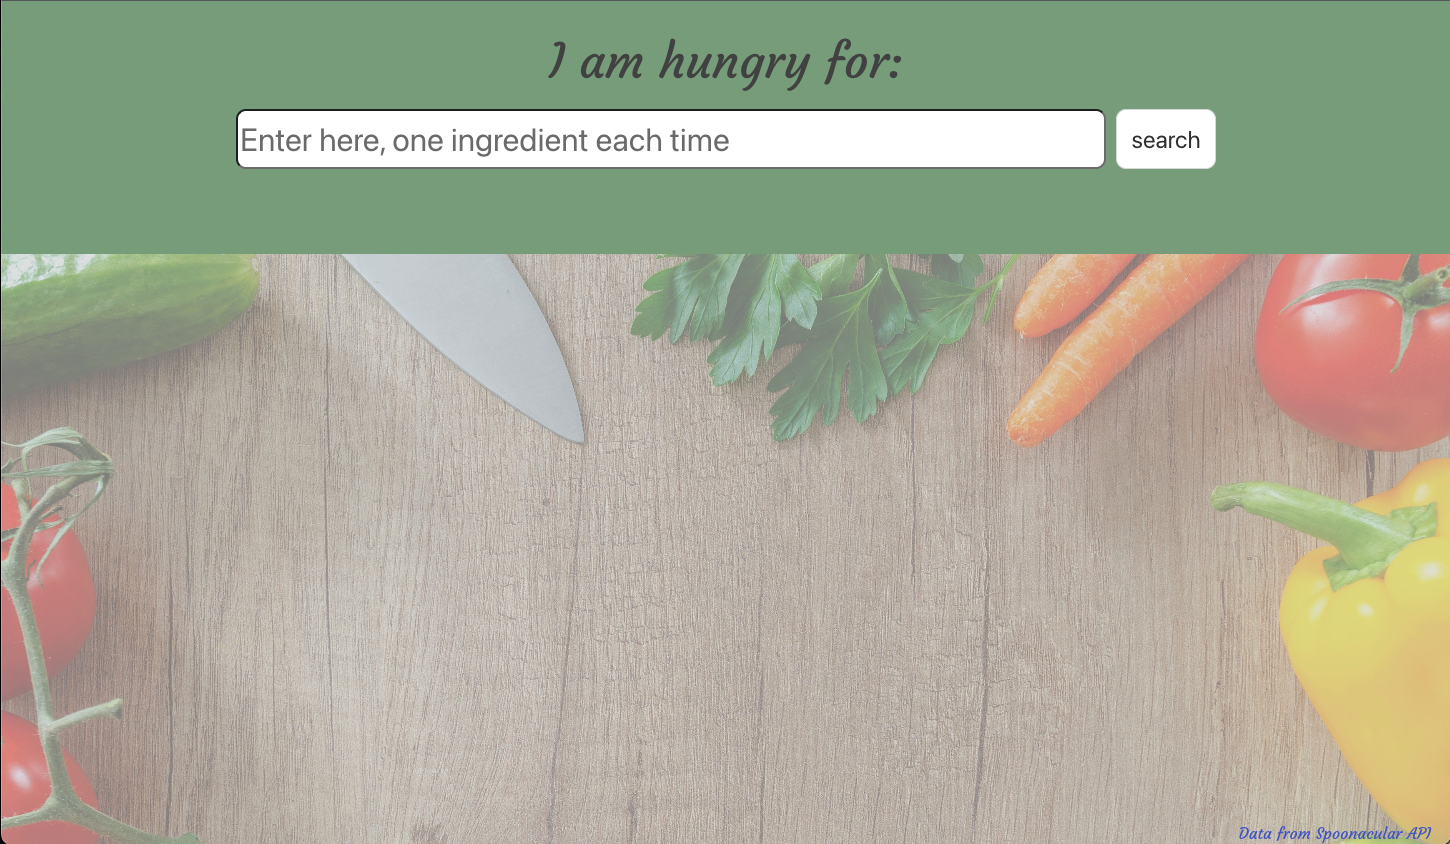 I am hungry for:
Enter here, one ingredient each time
search
Data from Spoonacular API